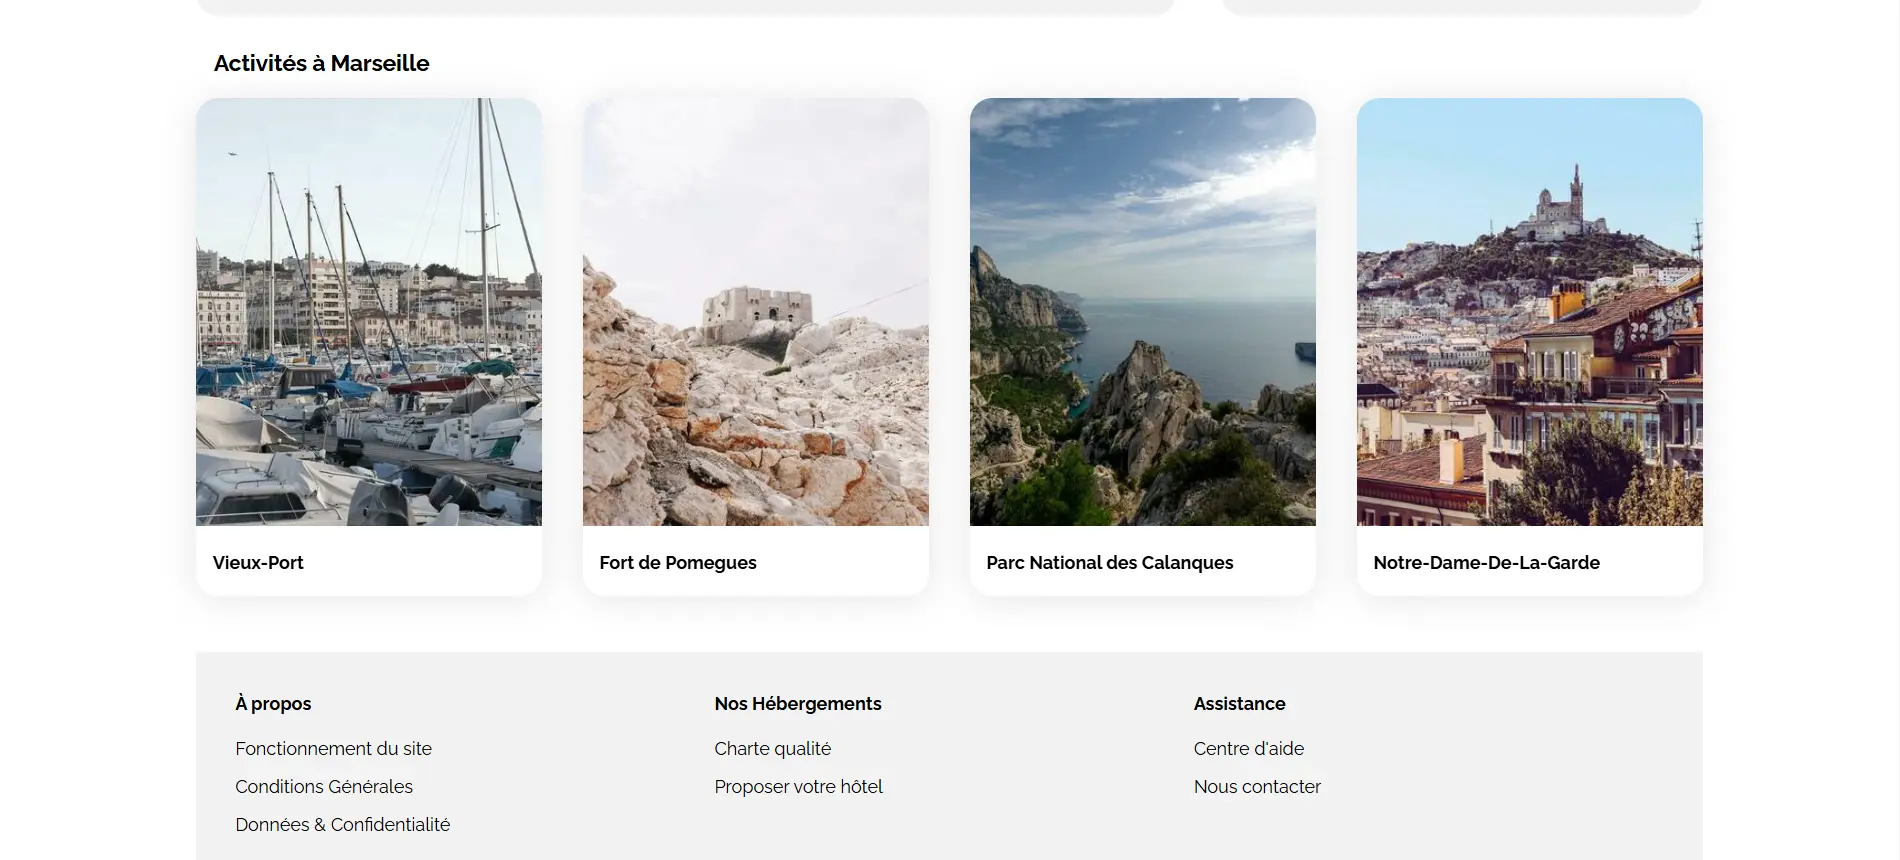 Activités à Marseille
Vieux-Port
Fort de Pomegues
Parc National des Calanques
Notre-Dame-De-La-Garde
À propos
Fonctionnement du site
Conditions Générales
Données & Confidentialité
Nos Hébergements
Charte qualité
Proposer votre hôtel
Assistance
Centre d'aide
Nous contacter